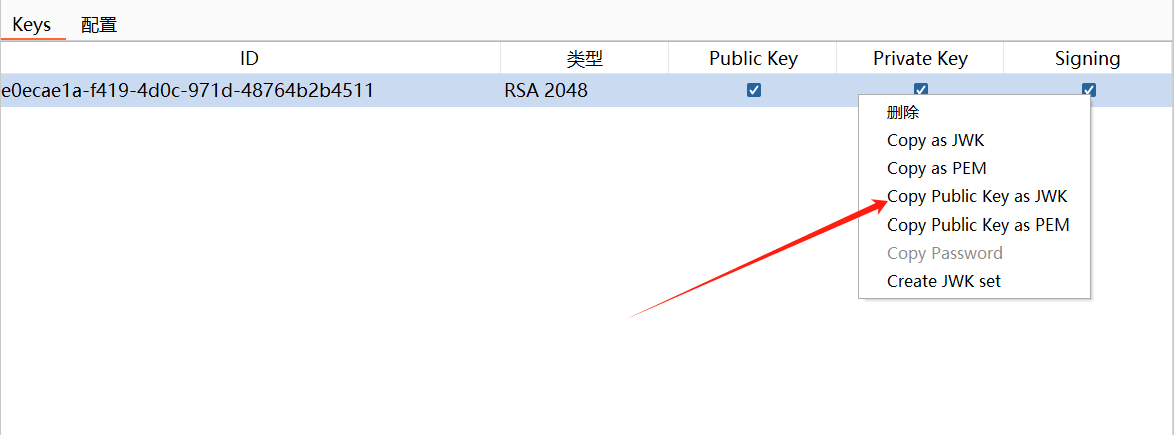 Keys 配置
ID 类型 Public Key Private Key Signing
e0ecae1a-f419-4d0c-971d-48764b2b4511 RSA 2048
删除
Copy as JWK
Copy as PEM
Copy Public Key as JWK
Copy Public Key as PEM
Copy Password
Create JWK set